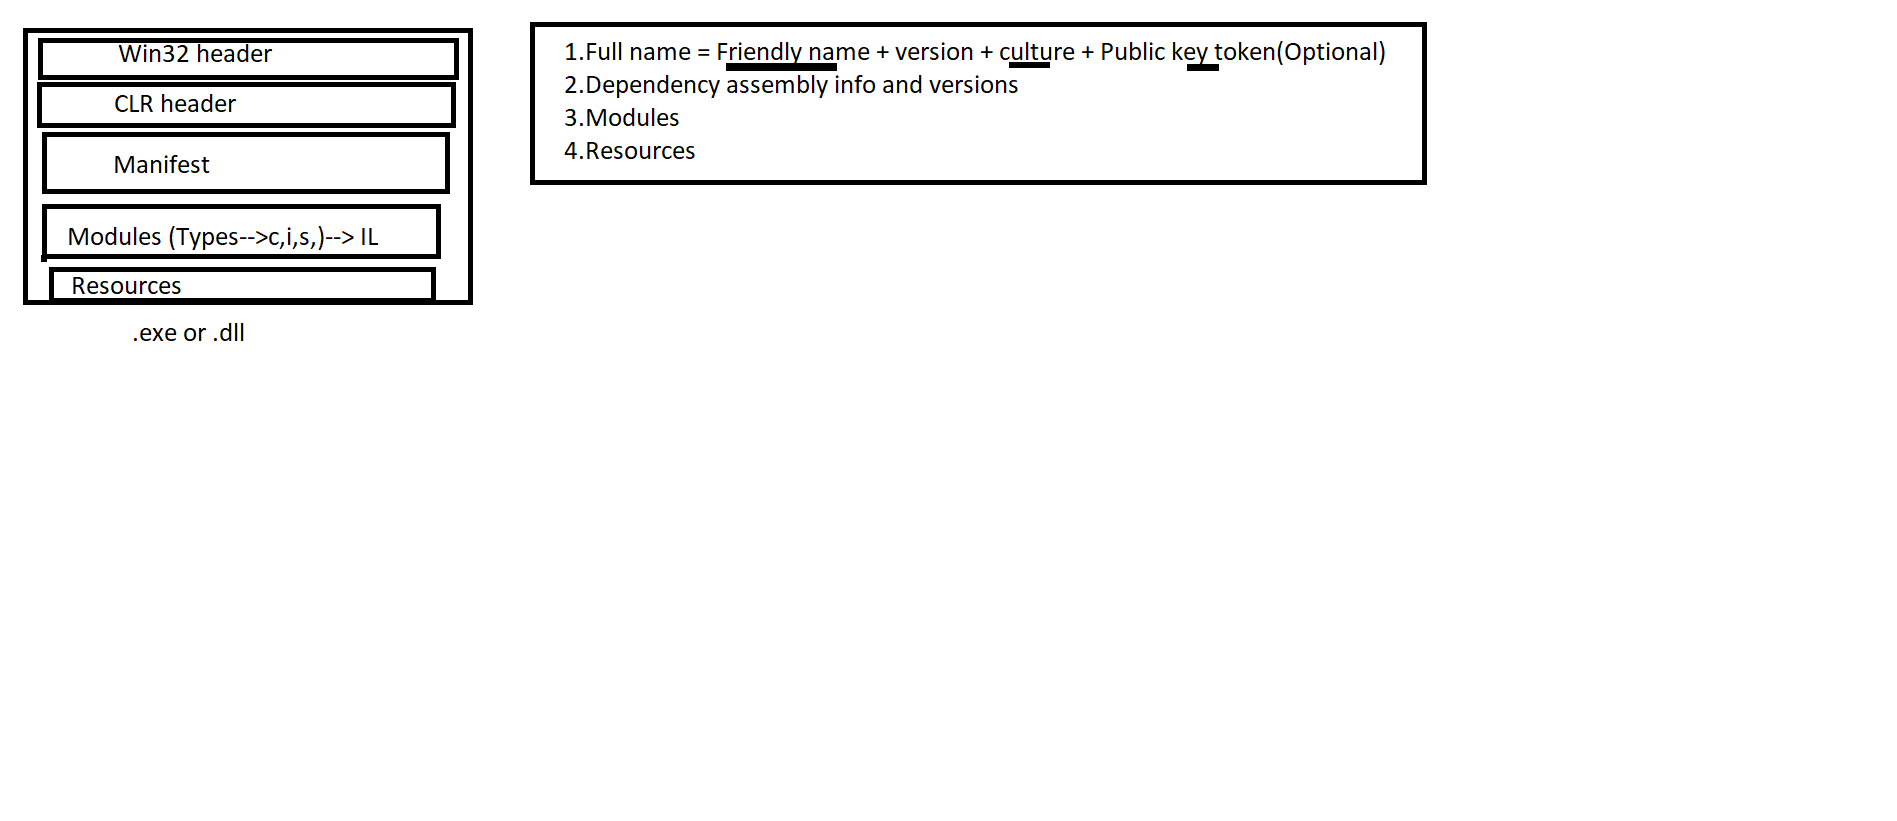 Win32 header
CLR header
Manifest
Modules (Types-->c,i,s,)--> IL
Resources
.exe or .dll
1.Full name = Friendly name + version + culture + Public key token(Optional)
2.Dependency assembly info and versions
3.Modules
4.Resources